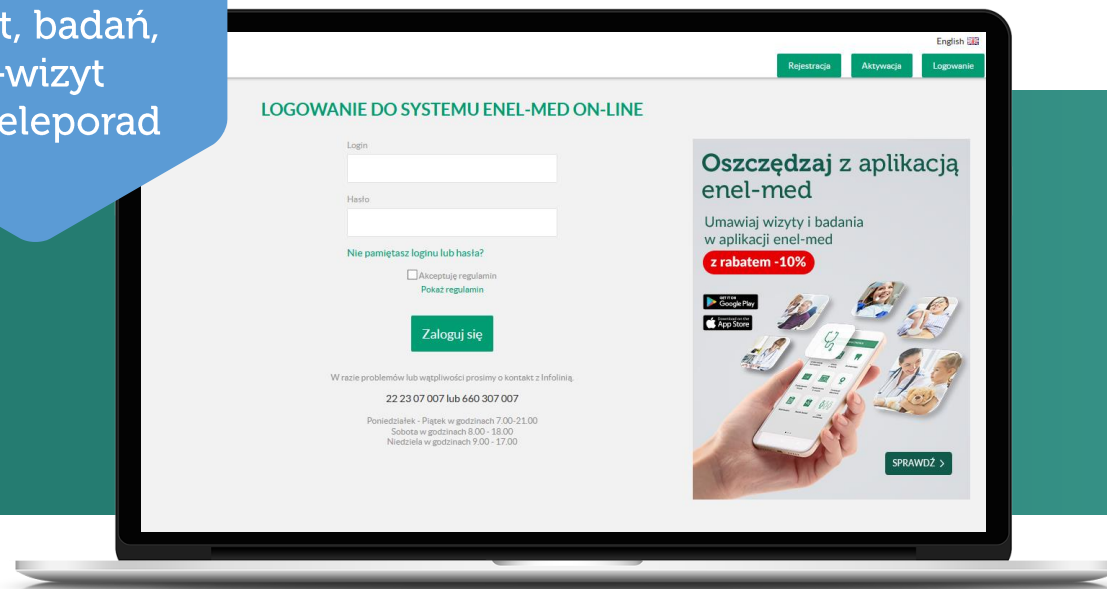 t, badań,
-wizyt
eleporad
English
Rejestracja
Aktywacja
Logowanie
LOGOWANIE DO SYSTEMU ENEL-MED ON-LINE
Login
Hasło
Nie pamiętasz loginu lub hasła?
Akceptuję regulamin
Pokaż regulamin
Zaloguj się
W razie problemów lub wątpliwości prosimy o kontakt z Infolinią.
22 23 07 007 lub 660 307 007
Poniedziałek - Piątek w godzinach 7.00-21.00
Sobota w godzinach 8.00 - 18.00
Niedziela w godzinach 9.00 - 17.00
Oszczędzaj z aplikacją
enel-med
Umawiaj wizyty i badania
w aplikacji enel-med
z rabatem -10%
GET IT ON
Google Play
Download on the
App Store
SPRAWDŹ >